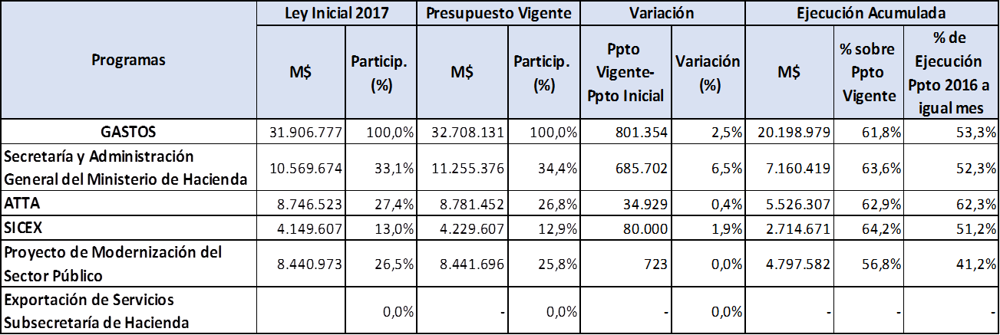 Programas Ley Inicial 2017 Presupuesto Vigente Variación Ejecución Acumulada
M$ Particip. (%) M$ Particip. (%) Ppto Vigente-Ppto Inicial Variación (%) M$ % sobre Ppto Vigente % de Ejecución Ppto 2016 a igual mes
GASTOS 31.906.777 100,0% 32.708.131 100,0% 801.354 2,5% 20.198.979 61,8% 53,3%
Secretaría y Administración
General del Ministerio de Hacienda 10.569.674 33,1% 11.255.376 34,4% 685.702 6,5% 7.160.419 63,6% 52,3%
ATTA 8.746.523 27,4% 8.781.452 26,8% 34.929 0,4% 5.526.307 62,9% 62,3%
SICEX 4.149.607 13,0% 4.229.607 12,9% 80.000 1,9% 2.714.671 64,2% 51,2%
Proyecto de Modernización del
Sector Público 8.440.973 26,5% 8.441.696 25,8% 723 0,0% 4.797.582 56,8% 41,2%
Exportación de Servicios
Subsecretaría de Hacienda 0,0% - 0,0% - 0,0% - - -